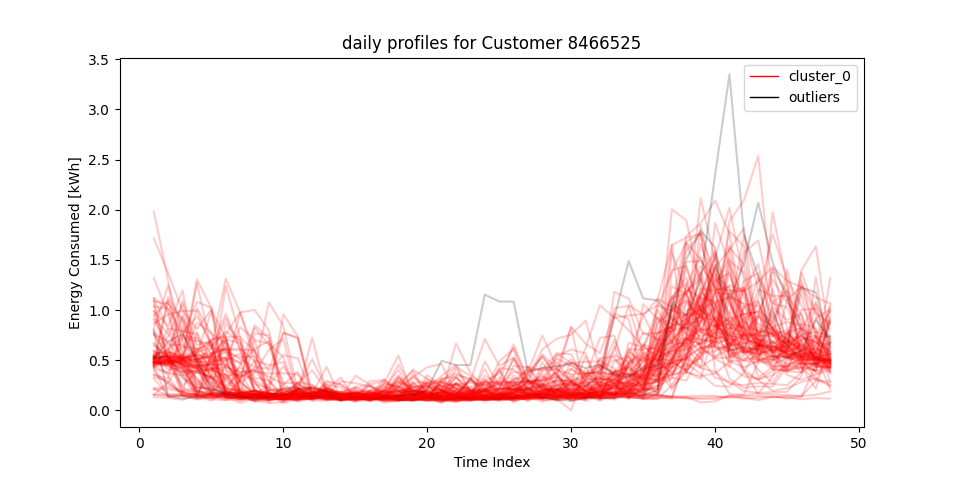 daily profiles for Customer 8466525
cluster_0
outliers
3.5
3.0
2.5
2.0
1.5
1.0
0.5
0.0
Energy Consumed [kWh]
0
10
20
30
40
50
Time Index